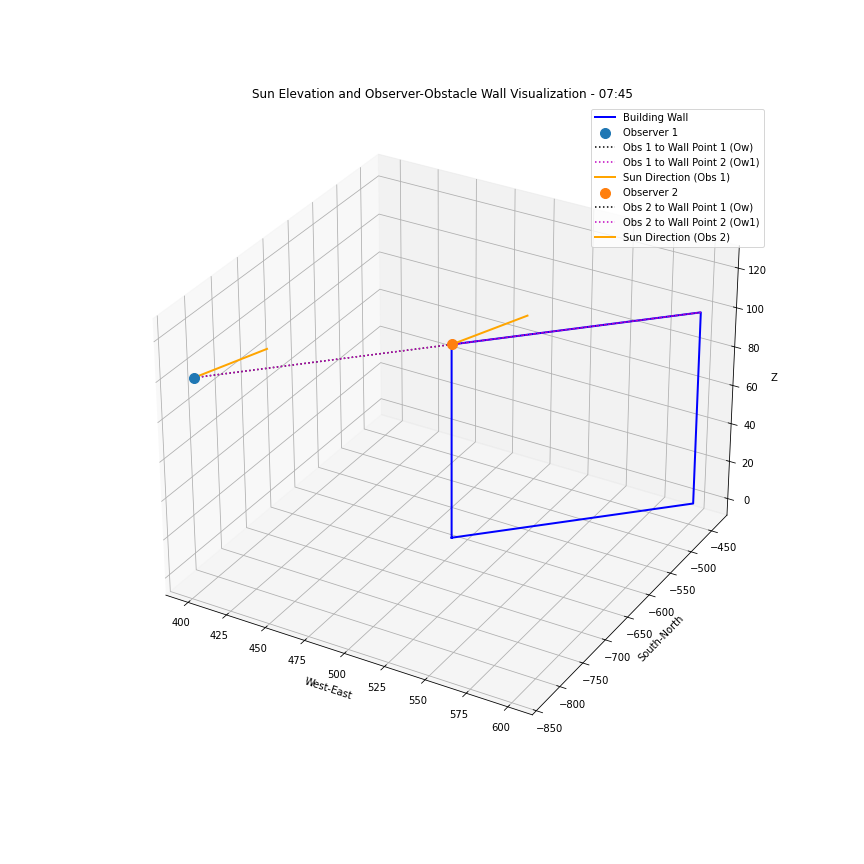 Sun Elevation and Observer-Obstacle Wall Visualization - 07:45
Building Wall
Observer 1
Obs 1 to Wall Point 1 (Ow)
Obs 1 to Wall Point 2 (Ow1)
Sun Direction (Obs 1)
Observer 2
Obs 2 to Wall Point 1 (Ow)
Obs 2 to Wall Point 2 (Ow1)
Sun Direction (Obs 2)
120
100
80
60
40
20
0
Z
−450
−500
−550
−600
−650
−700
−750
−800
−850
South-North
400
425
450
475
500
525
550
575
600
West-East